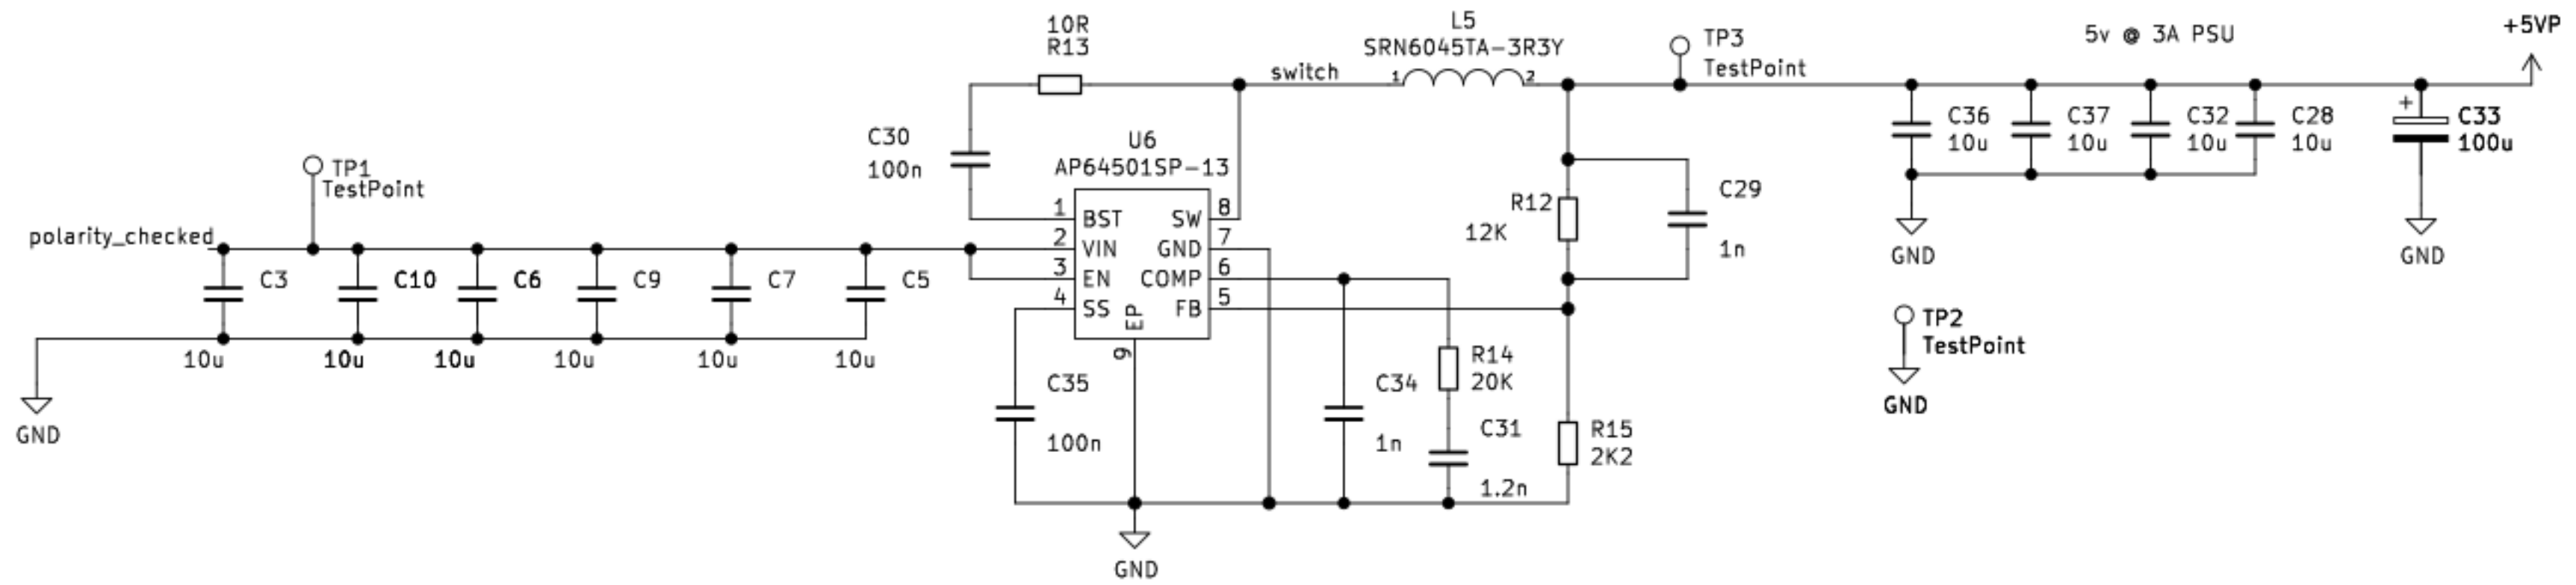 10R
R13
L5
SRN6045TA-3R3Y
switch
1
2
TP3
TestPoint
5v @ 3A PSU
+5VP
C30
100n
U6
AP64501SP-13
C36
10u
C37
10u
C32
10u
C28
10u
+
C33
100u
TP1
TestPoint
polarity_checked
1
BST
SW
8
2
VIN
GND
7
3
EN
COMP
6
4
SS
FB
5
EP
9
R12
12K
C29
1n
GND
GND
C3
C10
C6
C9
C7
C5
10u
10u
10u
10u
10u
10u
GND
TP2
TestPoint
GND
C35
100n
C34
1n
R14
20K
C31
1.2n
R15
2K2
GND